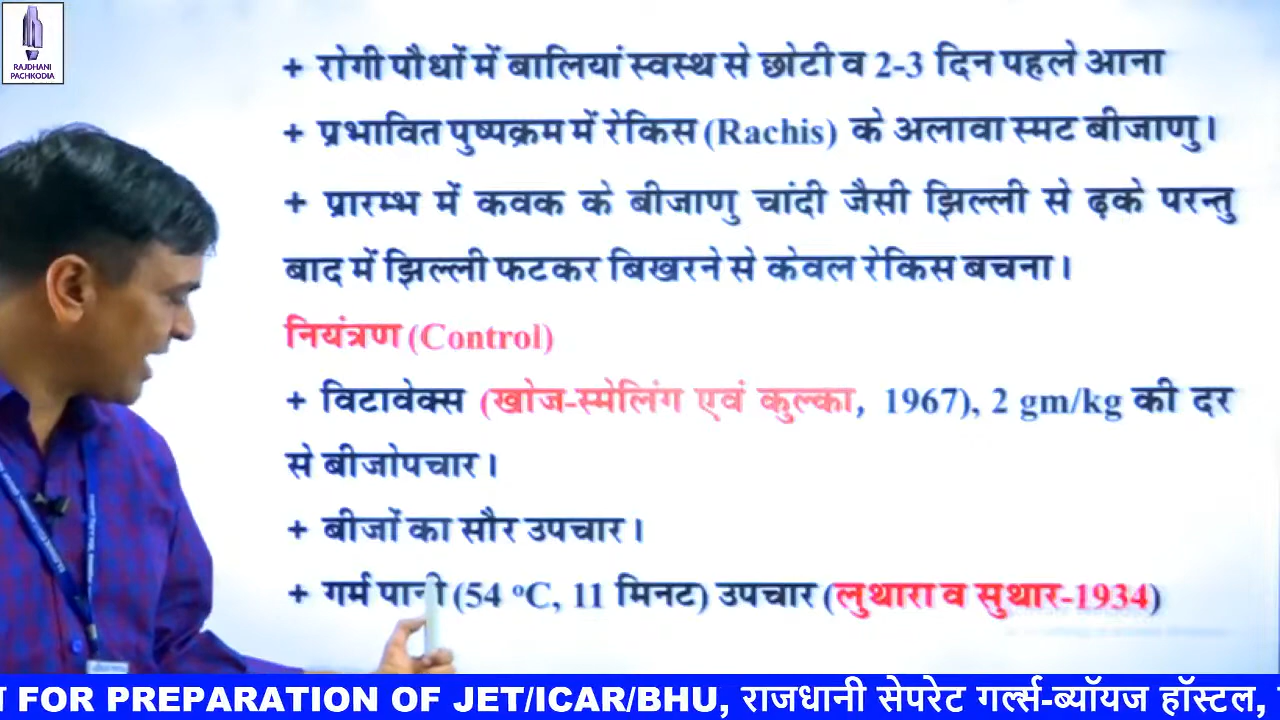 RAJDHANI
PACHKODIA
+ रोगी पौधों में बालियां स्वस्थ से छोटी व 2-3 दिन पहले आना
+ प्रभावित पुष्पक्रम में रेकिस (Rachis) के अलावा स्मट बीजाणु।
+ प्रारम्भ में कवक के बीजाणु चांदी जैसी झिल्ली से ढ़के परन्तु
बाद में झिल्ली फटकर बिखरने से केवल रेकिस बचना।
नियंत्रण (Control)
+ विटावेक्स (खोज-स्मेलिंग एवं कुल्का, 1967), 2 gm/kg की दर
से बीजोपचार।
+ बीजों का सौर उपचार।
+ गर्म पानी (54 °C, 11 मिनट) उपचार (लुथारा व सुथार-1934)
FOR PREPARATION OF JET/ICAR/BHU, राजधानी सेपरेट गर्ल्स-ब्यॉयज हॉस्टल,